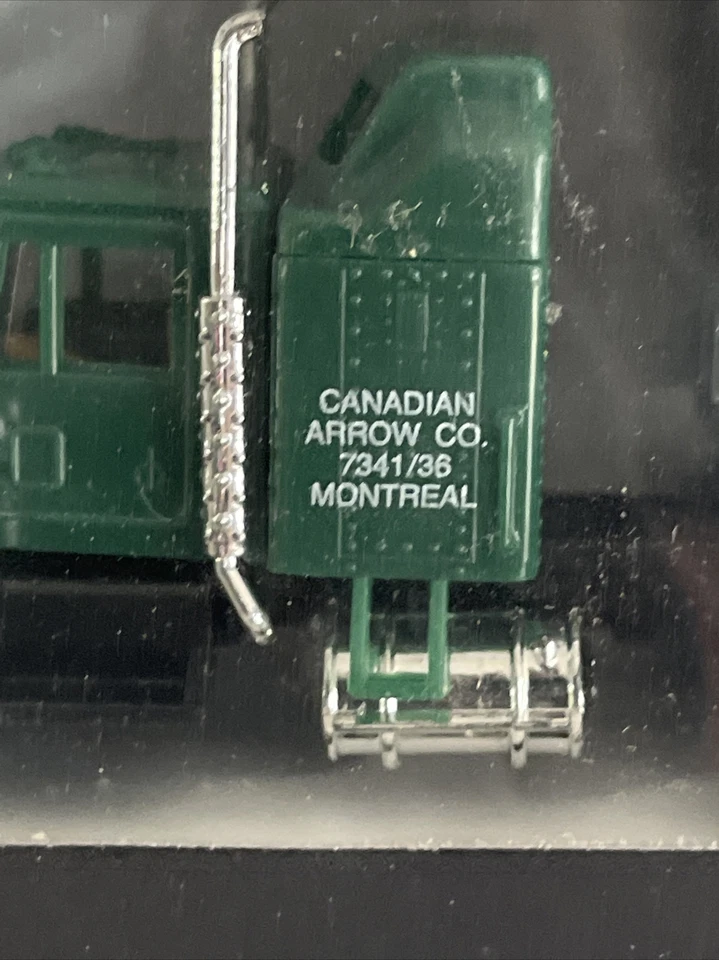 CANADIAN
ARROW CO.
7341/36
MONTREAL